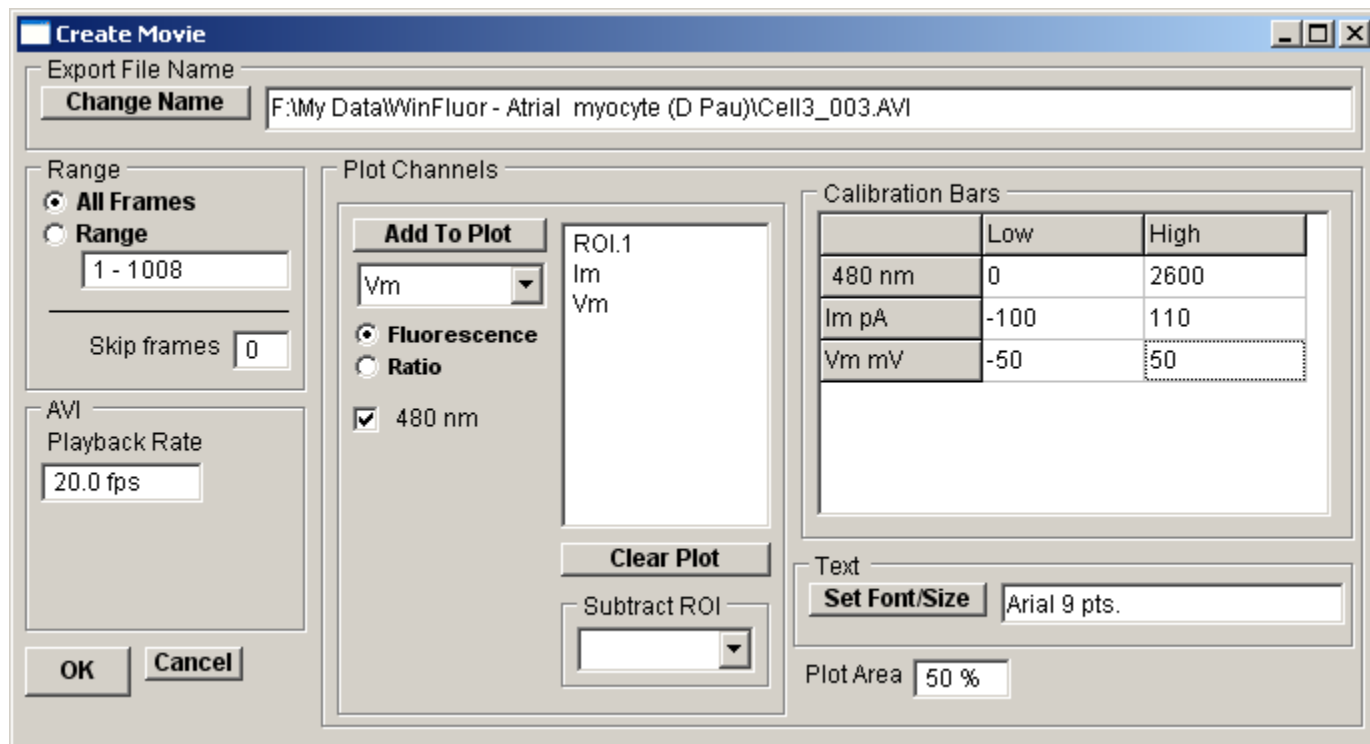 Create Movie
Export File Name
Change Name
F:\My Data\WinFluor - Atrial  myocyte (D Pau)\Cell3_003.AVI
Range
All Frames
Range
1 - 1008
Skip frames 0
AVI
Playback Rate
20.0 fps
OK
Cancel
Plot Channels
Add To Plot
Vm
Fluorescence
Ratio
480 nm
ROI.1
Im
Vm
Clear Plot
Subtract ROI
Calibration Bars
Low High
480 nm 0 2600
Im pA -100 110
Vm mV -50 50
Text
Set Font/Size Arial 9 pts.
Plot Area 50 %